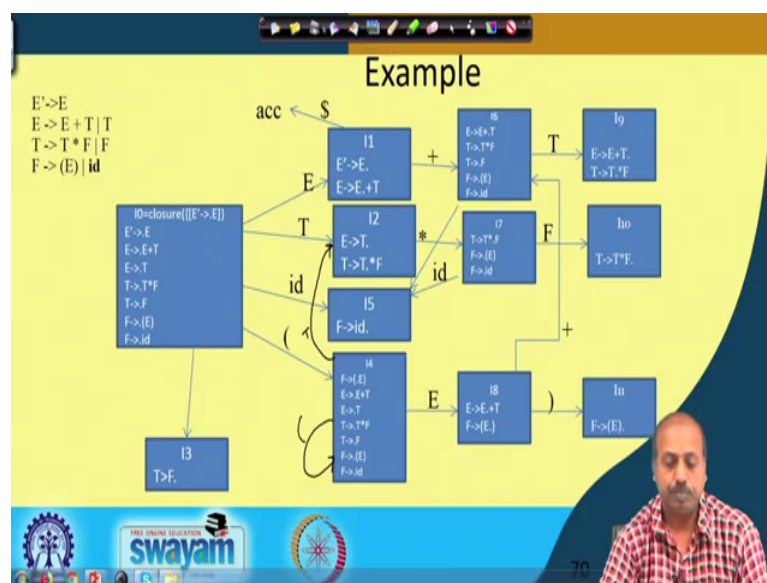 Example
E'->E
E -> E + T | T
T -> T * F | F
F -> (E) | id
acc
$
I1
E'->E.
E->E.+T
+
I6
E->E+.T
T->.T*F
T->.F
F->.(E)
F->.id
T
I9
E->E+T.
T->T.*F
E
I0=closure({[E'->.E]})
E'->.E
E->.E+T
E->.T
T->.T*F
T->.F
F->.(E)
F->.id
T
I2
E->T.
T->T.*F
*
I7
T->T*.F
F->.(E)
F->.id
F
I10
T->T*F.
id
I5
F->id.
id
(
T
I4
F->(.E)
E->.E+T
E->.T
T->.T*F
T->.F
F->.(E)
F->.id
(
E
I8
E->E.+T
F->(E.)
+
)
I11
F->(E).
I3
T>F.
FREE ONLINE EDUCATION
swayam
70